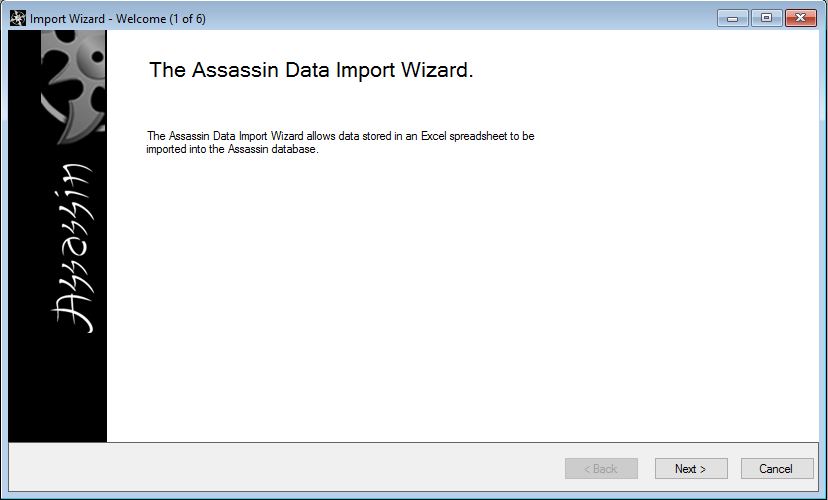 Import Wizard - Welcome (1 of 6)
The Assassin Data Import Wizard.
The Assassin Data Import Wizard allows data stored in an Excel spreadsheet to be
imported into the Assassin database.
Assassin
< Back
Next >
Cancel